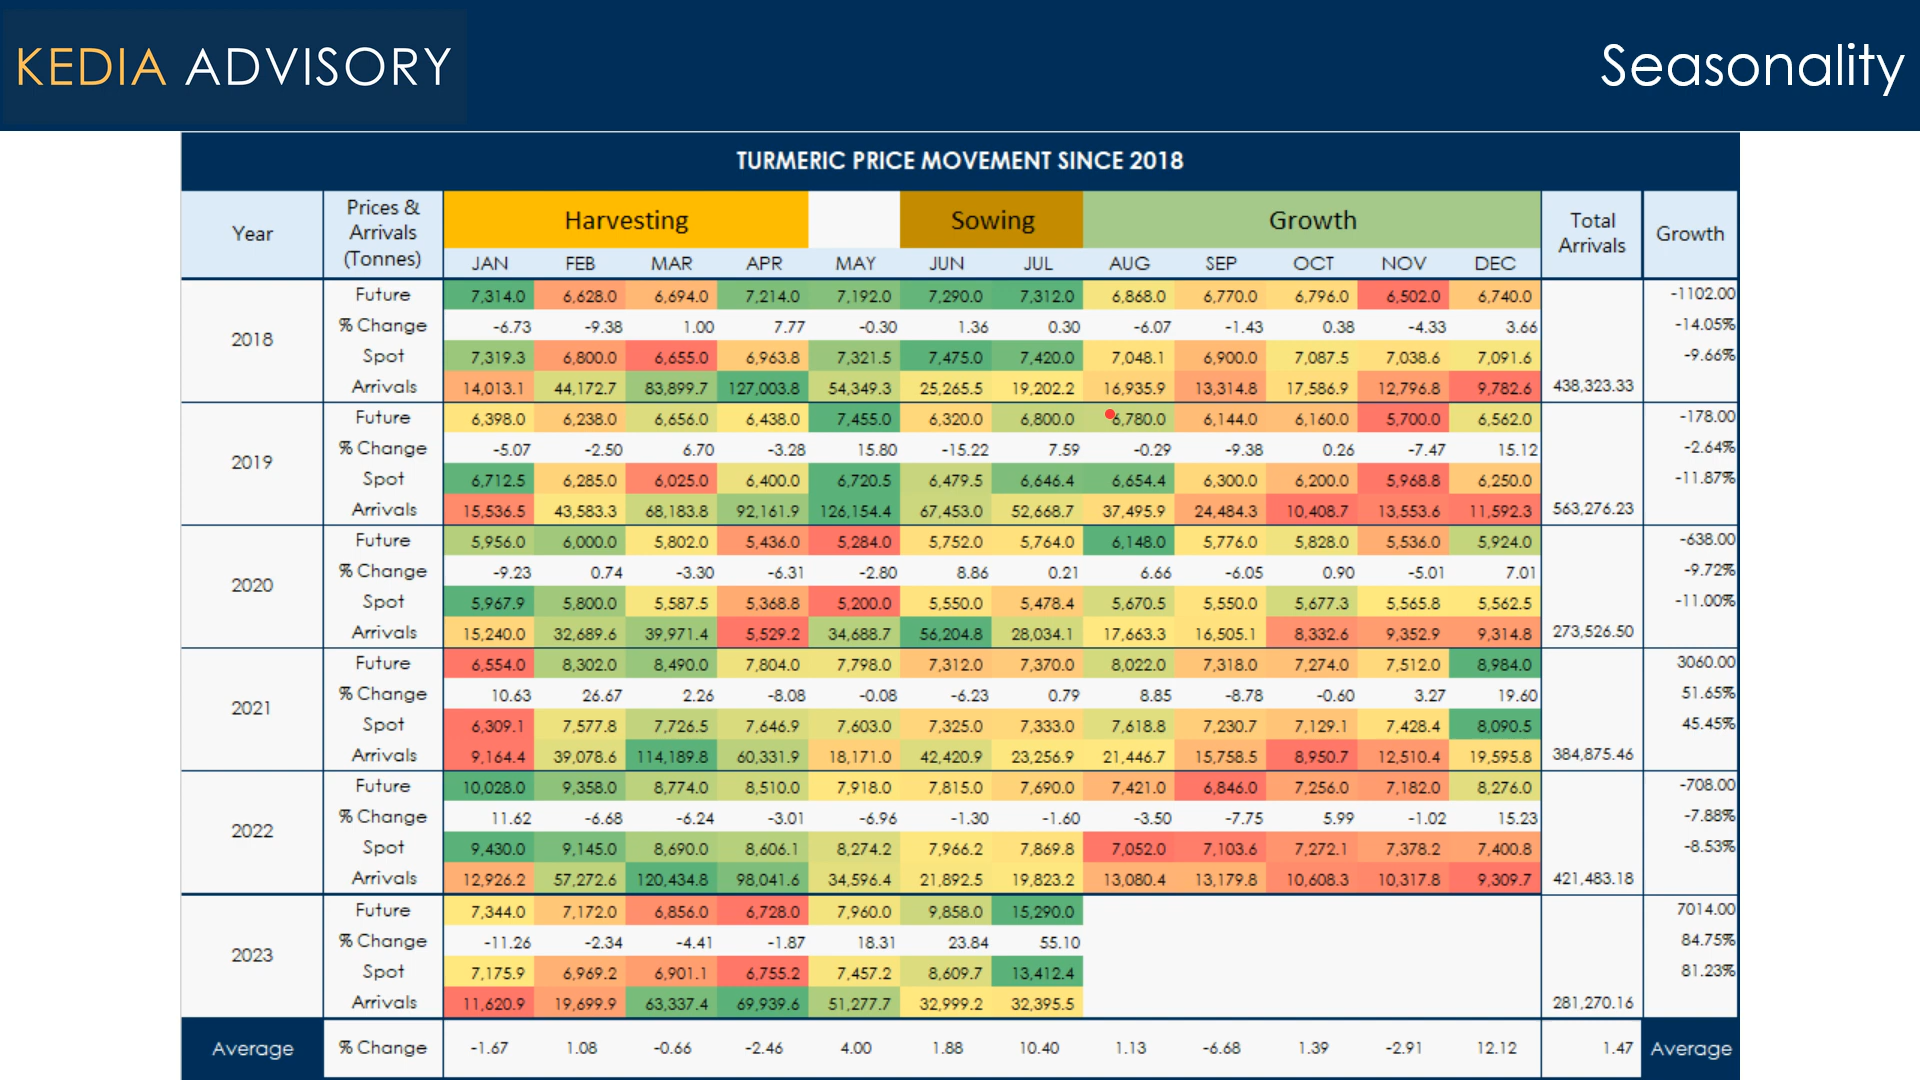 KEDIA ADVISORY
Seasonality
TURMERIC PRICE MOVEMENT SINCE 2018
Year Prices & Arrivals (Tonnes) Harvesting Sowing Growth Total Arrivals Growth
JAN FEB MAR APR MAY JUN JUL AUG SEP OCT NOV DEC
2018
Future 7,314.0 6,628.0 6,694.0 7,214.0 7,192.0 7,290.0 7,312.0 6,868.0 6,770.0 6,796.0 6,502.0 6,740.0 -1102.00
% Change -6.73 -9.38 1.00 7.77 -0.30 1.36 0.30 -6.07 -1.43 0.38 -4.33 3.66 -14.05%
Spot 7,319.3 6,800.0 6,655.0 6,963.8 7,321.5 7,475.0 7,420.0 7,048.1 6,900.0 7,087.5 7,038.6 7,091.6 -9.66%
Arrivals 14,013.1 44,172.7 83,899.7 127,003.8 54,349.3 25,265.5 19,202.2 16,935.9 13,314.8 17,586.9 12,796.8 9,782.6 438,323.33
2019
Future 6,398.0 6,238.0 6,656.0 6,438.0 7,455.0 6,320.0 6,800.0 6,780.0 6,144.0 6,160.0 5,700.0 6,562.0 -178.00
% Change -5.07 -2.50 6.70 -3.28 15.80 -15.22 7.59 -0.29 -9.38 0.26 -7.47 15.12 -2.64%
Spot 6,712.5 6,285.0 6,025.0 6,400.0 6,720.5 6,479.5 6,646.4 6,654.4 6,300.0 6,200.0 5,968.8 6,250.0 -11.87%
Arrivals 15,536.5 43,583.3 68,183.8 92,161.9 126,154.4 67,453.0 52,668.7 37,495.9 24,484.3 10,408.7 13,553.6 11,592.3 563,276.23
2020
Future 5,956.0 6,000.0 5,802.0 5,436.0 5,284.0 5,752.0 5,764.0 6,148.0 5,776.0 5,828.0 5,536.0 5,924.0 -638.00
% Change -9.23 0.74 -3.30 -6.31 -2.80 8.86 0.21 6.66 -6.05 0.90 -5.01 7.01 -9.72%
Spot 5,967.9 5,800.0 5,587.5 5,368.8 5,200.0 5,550.0 5,478.4 5,670.5 5,550.0 5,677.3 5,565.8 5,562.5 -11.00%
Arrivals 15,240.0 32,689.6 39,971.4 5,529.2 34,688.7 56,204.8 28,034.1 17,663.3 16,505.1 8,332.6 9,352.9 9,314.8 273,526.50
2021
Future 6,554.0 8,302.0 8,490.0 7,804.0 7,798.0 7,312.0 7,370.0 8,022.0 7,318.0 7,274.0 7,512.0 8,984.0 3060.00
% Change 10.63 26.67 2.26 -8.08 -0.08 -6.23 0.79 8.85 -8.78 -0.60 3.27 19.60 51.65%
Spot 6,309.1 7,577.8 7,726.5 7,646.9 7,603.0 7,325.0 7,333.0 7,618.8 7,230.7 7,129.1 7,428.4 8,090.5 45.45%
Arrivals 9,164.4 39,078.6 114,189.8 60,331.9 18,171.0 42,420.9 23,256.9 21,446.7 15,758.5 8,950.7 12,510.4 19,595.8 384,875.46
2022
Future 10,028.0 9,358.0 8,774.0 8,510.0 7,918.0 7,815.0 7,690.0 7,421.0 6,846.0 7,256.0 7,182.0 8,276.0 -708.00
% Change 11.62 -6.68 -6.24 -3.01 -6.96 -1.30 -1.60 -3.50 -7.75 5.99 -1.02 15.23 -7.88%
Spot 9,430.0 9,145.0 8,690.0 8,606.1 8,274.2 7,966.2 7,869.8 7,052.0 7,103.6 7,272.1 7,378.2 7,400.8 -8.53%
Arrivals 12,926.2 57,272.6 120,434.8 98,041.6 34,596.4 21,892.5 19,823.2 13,080.4 13,179.8 10,608.3 10,317.8 9,309.7 421,483.18
2023
Future 7,344.0 7,172.0 6,856.0 6,728.0 7,960.0 9,858.0 15,290.0 7014.00
% Change -11.26 -2.34 -4.41 -1.87 18.31 23.84 55.10 84.75%
Spot 7,175.9 6,969.2 6,901.1 6,755.2 7,457.2 8,609.7 13,412.4 81.23%
Arrivals 11,620.9 19,699.9 63,337.4 69,939.6 51,277.7 32,999.2 32,395.5 281,270.16
Average % Change -1.67 1.08 -0.66 -2.46 4.00 1.88 10.40 1.13 -6.68 1.39 -2.91 12.12 1.47 Average